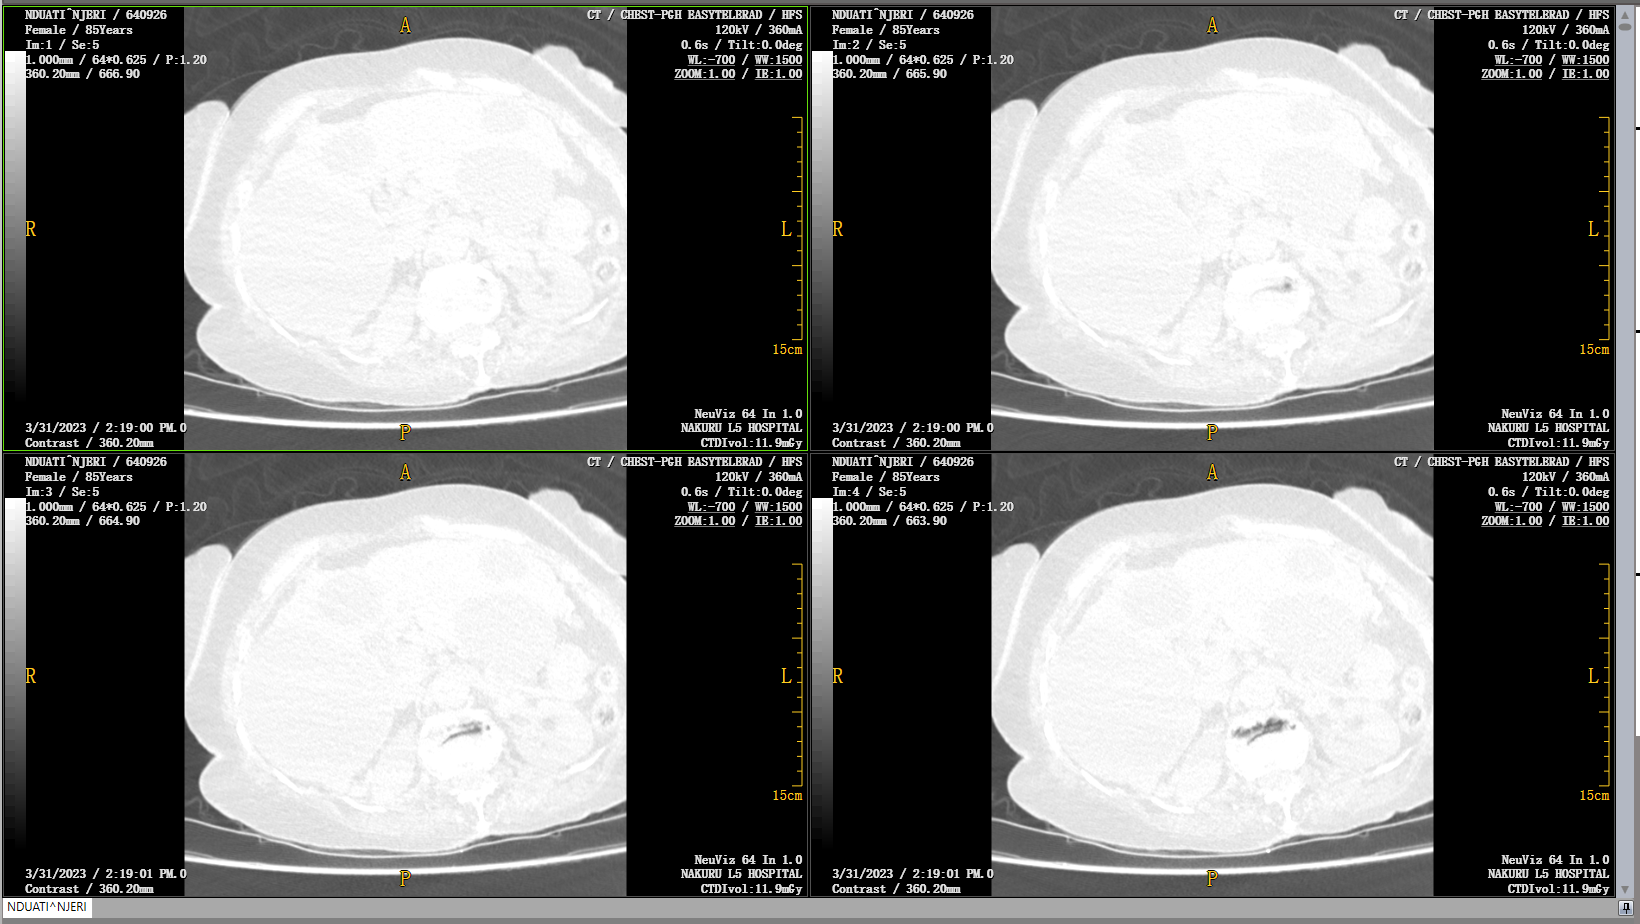 NDUATI^NJERI / 640926
Female / 85Years
Im:1 / Se:5
1.000mm / 64*0.625 / P:1.20
360.20mm / 666.90
A
CT / CHEST-PGH EASYTELERAD / HFS
120kV / 360mA
0.6s / Tilt:0.0deg
WL:-700 / WW:1500
ZOOM:1.00 / IE:1.00
R
L
15cm
3/31/2023 / 2:19:00 PM.0
Contrast / 360.20mm
P
NeuViz 64 In 1.0
NAKURU L5 HOSPITAL
CTDIvol:11.9mGy
NDUATI^NJERI / 640926
Female / 85Years
Im:2 / Se:5
1.000mm / 64*0.625 / P:1.20
360.20mm / 665.90
A
CT / CHEST-PGH EASYTELERAD / HFS
120kV / 360mA
0.6s / Tilt:0.0deg
WL:-700 / WW:1500
ZOOM:1.00 / IE:1.00
R
L
15cm
3/31/2023 / 2:19:00 PM.0
Contrast / 360.20mm
P
NeuViz 64 In 1.0
NAKURU L5 HOSPITAL
CTDIvol:11.9mGy
NDUATI^NJERI / 640926
Female / 85Years
Im:3 / Se:5
1.000mm / 64*0.625 / P:1.20
360.20mm / 664.90
A
CT / CHEST-PGH EASYTELERAD / HFS
120kV / 360mA
0.6s / Tilt:0.0deg
WL:-700 / WW:1500
ZOOM:1.00 / IE:1.00
R
L
15cm
3/31/2023 / 2:19:01 PM.0
Contrast / 360.20mm
P
NeuViz 64 In 1.0
NAKURU L5 HOSPITAL
CTDIvol:11.9mGy
NDUATI^NJERI / 640926
Female / 85Years
Im:4 / Se:5
1.000mm / 64*0.625 / P:1.20
360.20mm / 663.90
A
CT / CHEST-PGH EASYTELERAD / HFS
120kV / 360mA
0.6s / Tilt:0.0deg
WL:-700 / WW:1500
ZOOM:1.00 / IE:1.00
R
L
15cm
3/31/2023 / 2:19:01 PM.0
Contrast / 360.20mm
P
NeuViz 64 In 1.0
NAKURU L5 HOSPITAL
CTDIvol:11.9mGy
NDUATI^NJERI